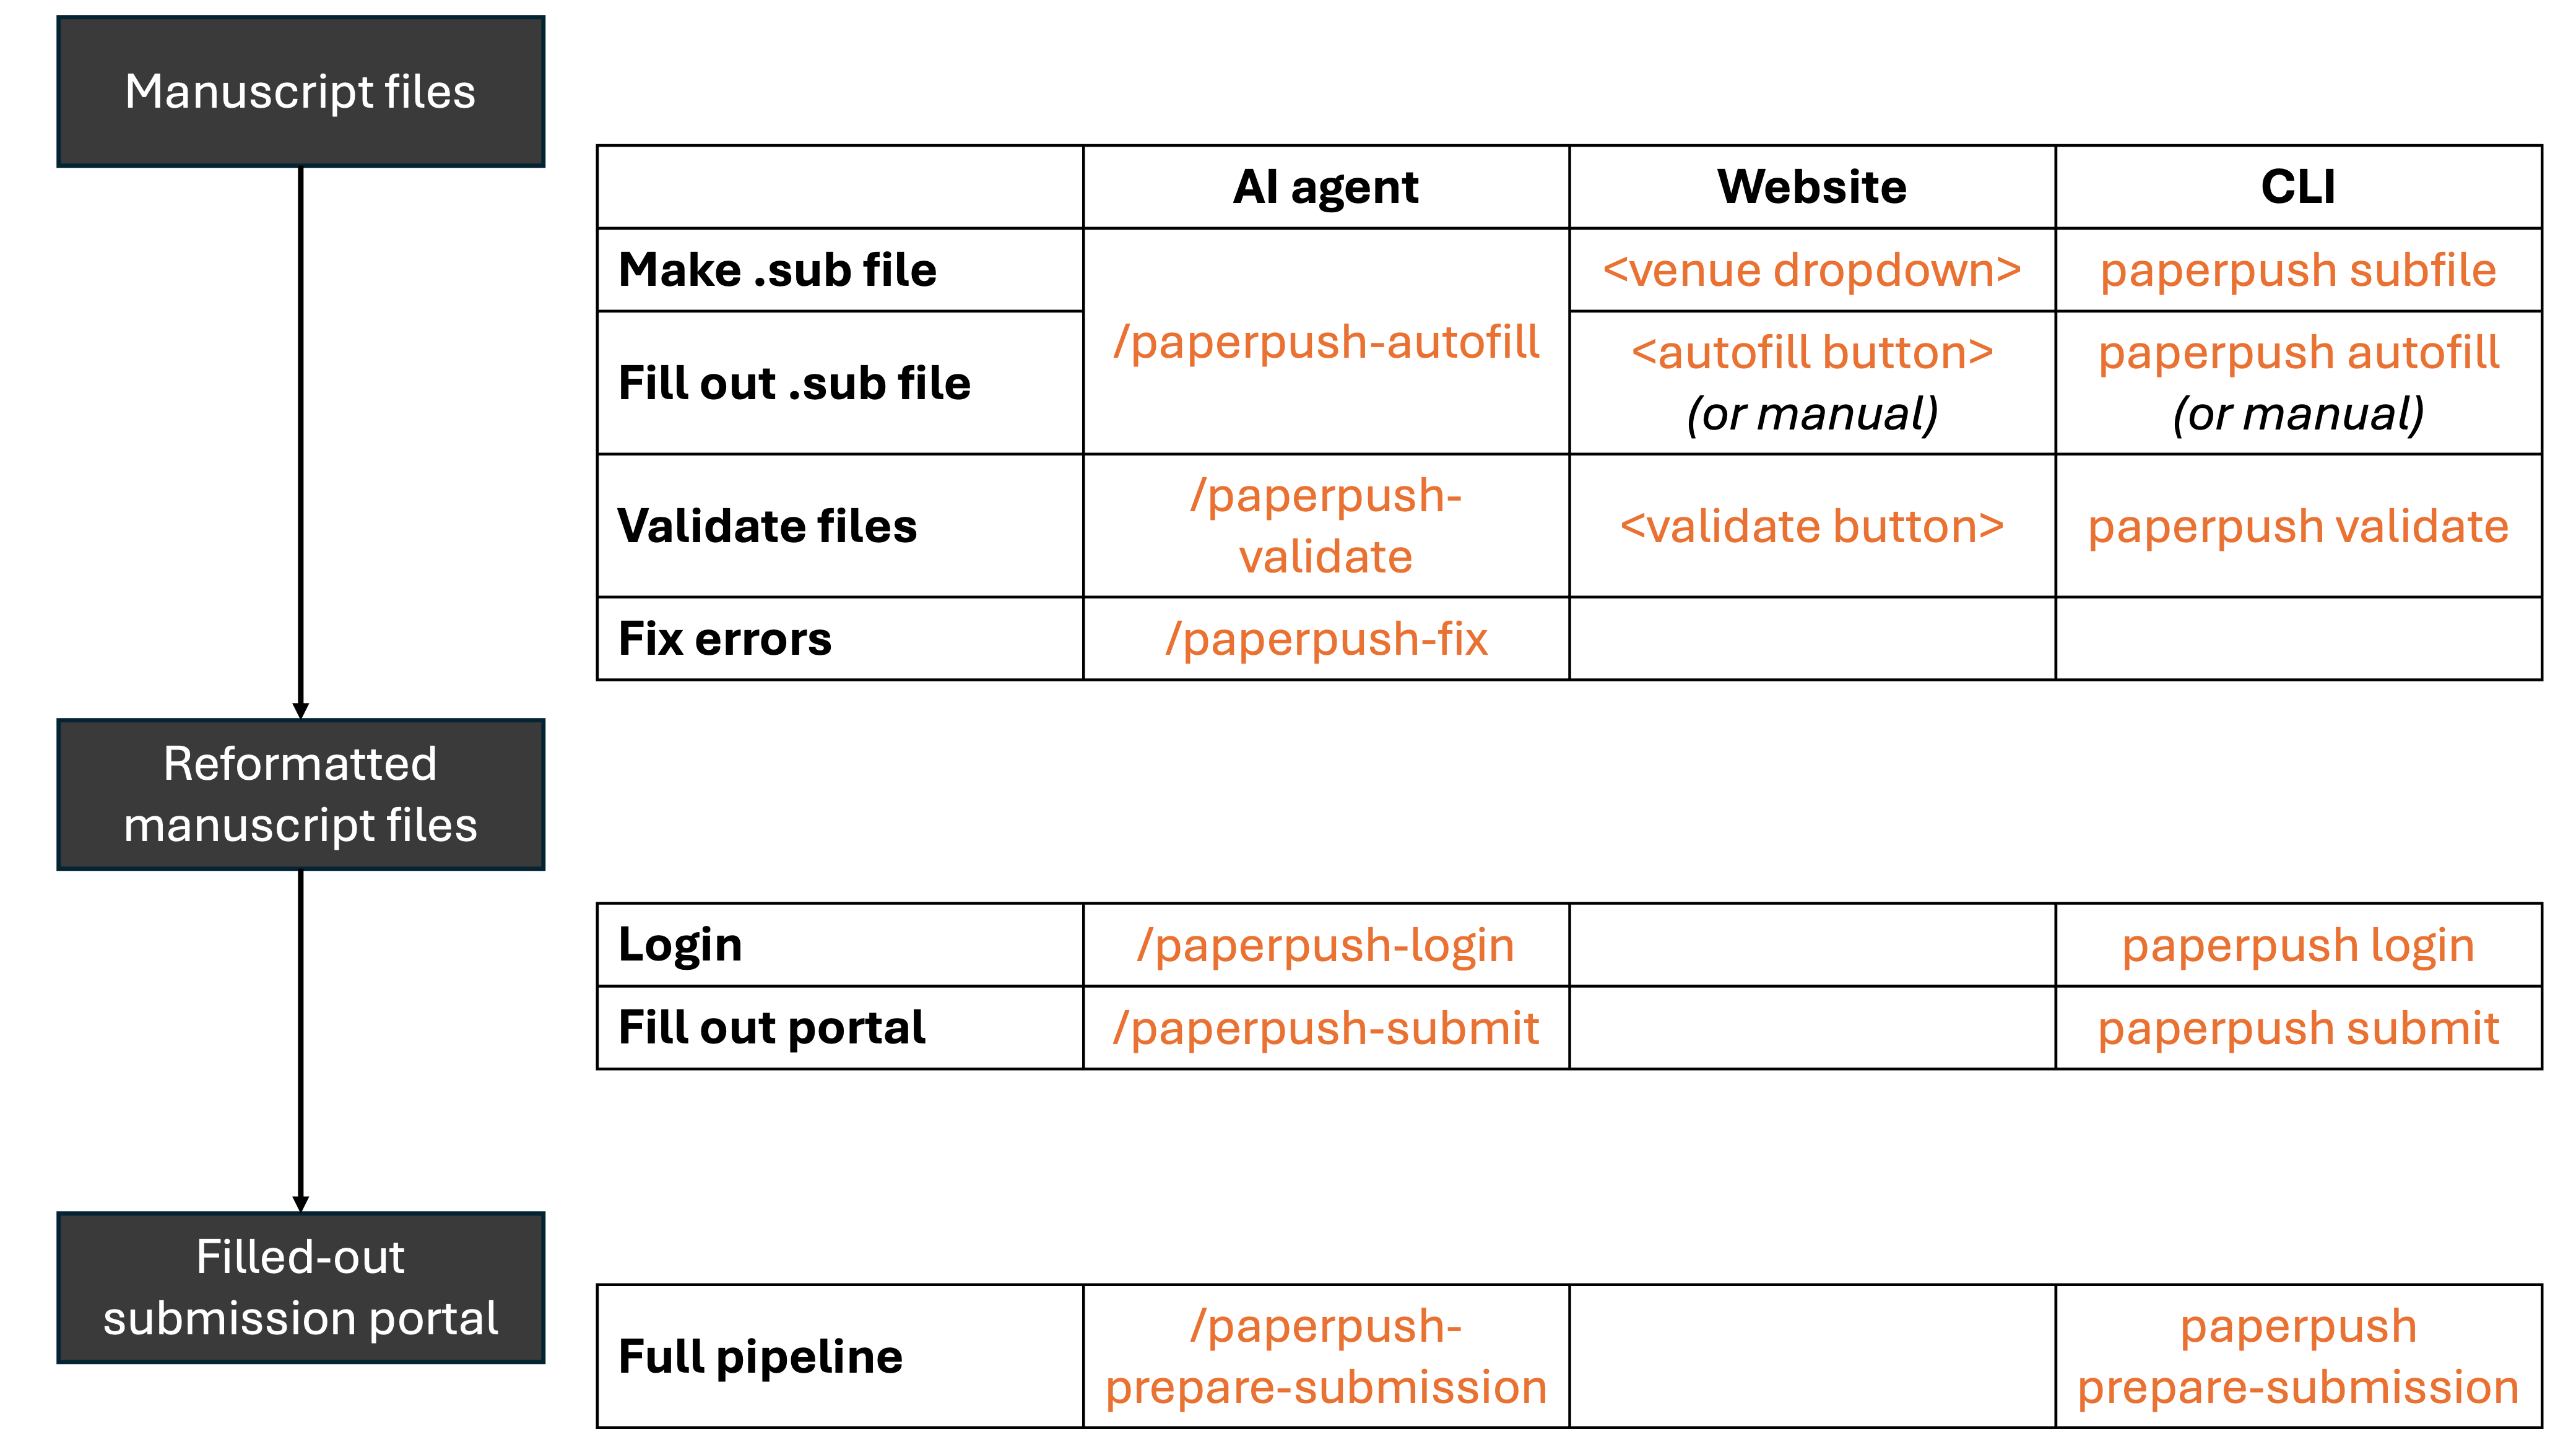 Manuscript files
AI agent
Website
CLI
Make .sub file
/paperpush-autofill
<venue dropdown>
paperpush subfile
Fill out .sub file
<autofill button>
(or manual)
paperpush autofill
(or manual)
Validate files
/paperpush-
validate
<validate button>
paperpush validate
Fix errors
/paperpush-fix
Reformatted
manuscript files
Login
/paperpush-login
paperpush login
Fill out portal
/paperpush-submit
paperpush submit
Filled-out
submission portal
Full pipeline
/paperpush-
prepare-submission
paperpush
prepare-submission